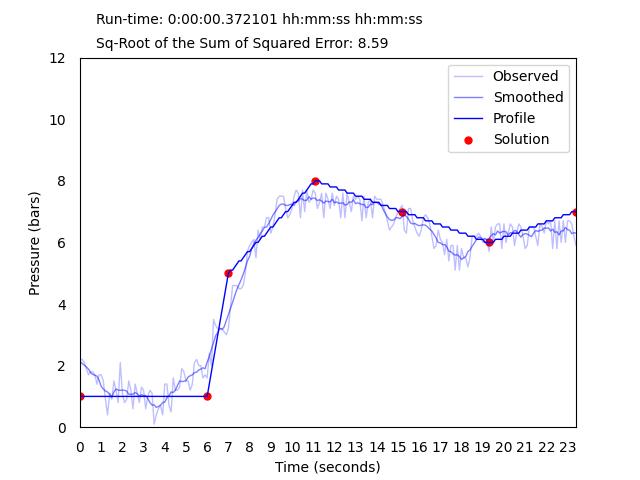 Run-time: 0:00:00.372101 hh:mm:ss hh:mm:ss
Sq-Root of the Sum of Squared Error: 8.59
12
10
8
6
4
2
0
Pressure (bars)
Observed
Smoothed
Profile
Solution
0 1 2 3 4 5 6 7 8 9 10 11 12 13 14 15 16 17 18 19 20 21 22 23
Time (seconds)